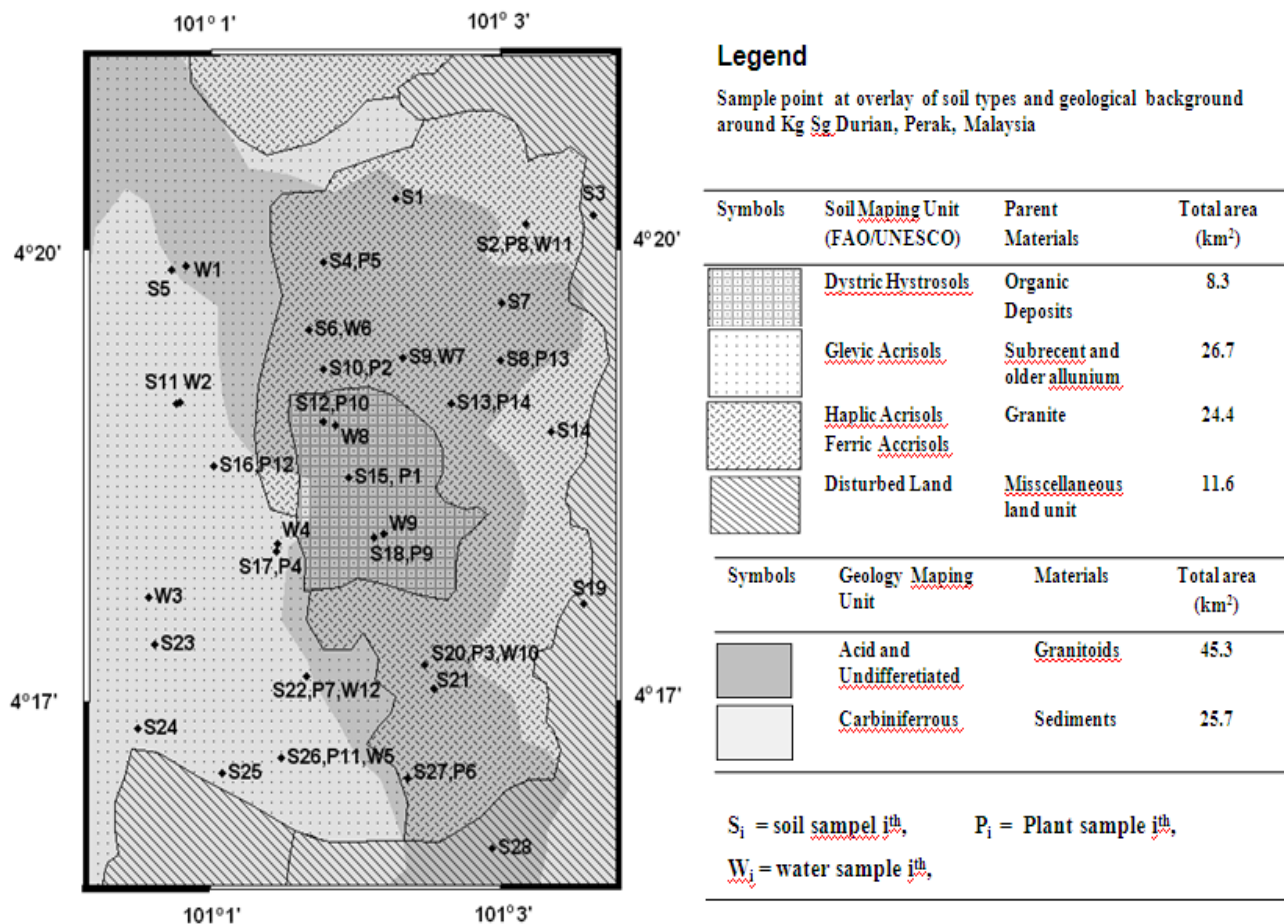 101° 1'
101° 3'
4°20'
4°20'
S1
S3
S2,P8,W11
S4,P5
W1
S5
S7
S6,W6
S9,W7
S8,P13
S10,P2
S11 W2
S12,P10
S13,P14
W8
S14
S16,P12
S15, P1
W9
W4
S18,P9
S17,P4
W3
S19
S23
S20,P3,W10
S21
S22,P7,W12
4°17'
4°17'
S24
S26,P11,W5
S25
S27,P6
S28
101°1'
101°3'
Legend
Sample point at overlay of soil types and geological background
around Kg Sg Durian, Perak, Malaysia
Symbols Soil Maping Unit Parent Total area
(FAO/UNESCO) Materials (km²)
Dystric Hystrosols Organic 8.3
Deposits
Glevic Acrisols Subrecent and 26.7
older allunium
Haplic Acrisols Granite 24.4
Ferric Accrisols
Disturbed Land Misscellaneous 11.6
land unit
Symbols Geology Maping Materials Total area
Unit (km²)
Acid and Granitoids 45.3
Undifferetiated
Carbiniferrous Sediments 25.7
Sᵢ = soil sampel iᵗʰ, Pᵢ = Plant sample iᵗʰ,
Wᵢ = water sample iᵗʰ,